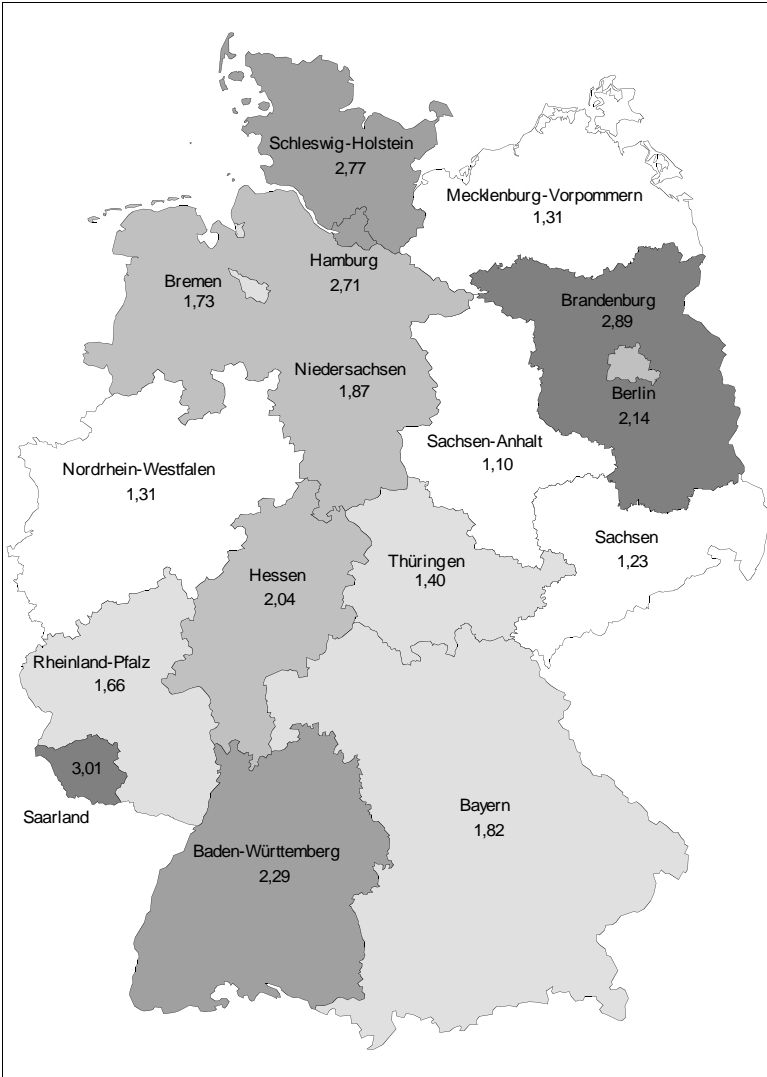 Schleswig-Holstein
2,77
Mecklenburg-Vorpommern
1,31
Hamburg
2,71
Bremen
1,73
Brandenburg
2,89
Niedersachsen
1,87
Berlin
2,14
Sachsen-Anhalt
1,10
Nordrhein-Westfalen
1,31
Sachsen
1,23
Thüringen
1,40
Hessen
2,04
Rheinland-Pfalz
1,66
3,01
Saarland
Bayern
1,82
Baden-Württemberg
2,29